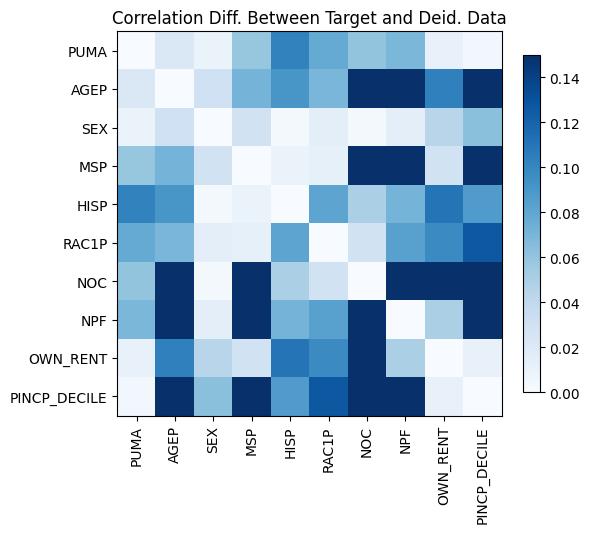 Correlation Diff. Between Target and Deid. Data
PUMA
AGEP
SEX
MSP
HISP
RAC1P
NOC
NPF
OWN_RENT
PINCP_DECILE
PUMA
AGEP
SEX
MSP
HISP
RAC1P
NOC
NPF
OWN_RENT
PINCP_DECILE
0.14
0.12
0.10
0.08
0.06
0.04
0.02
0.00